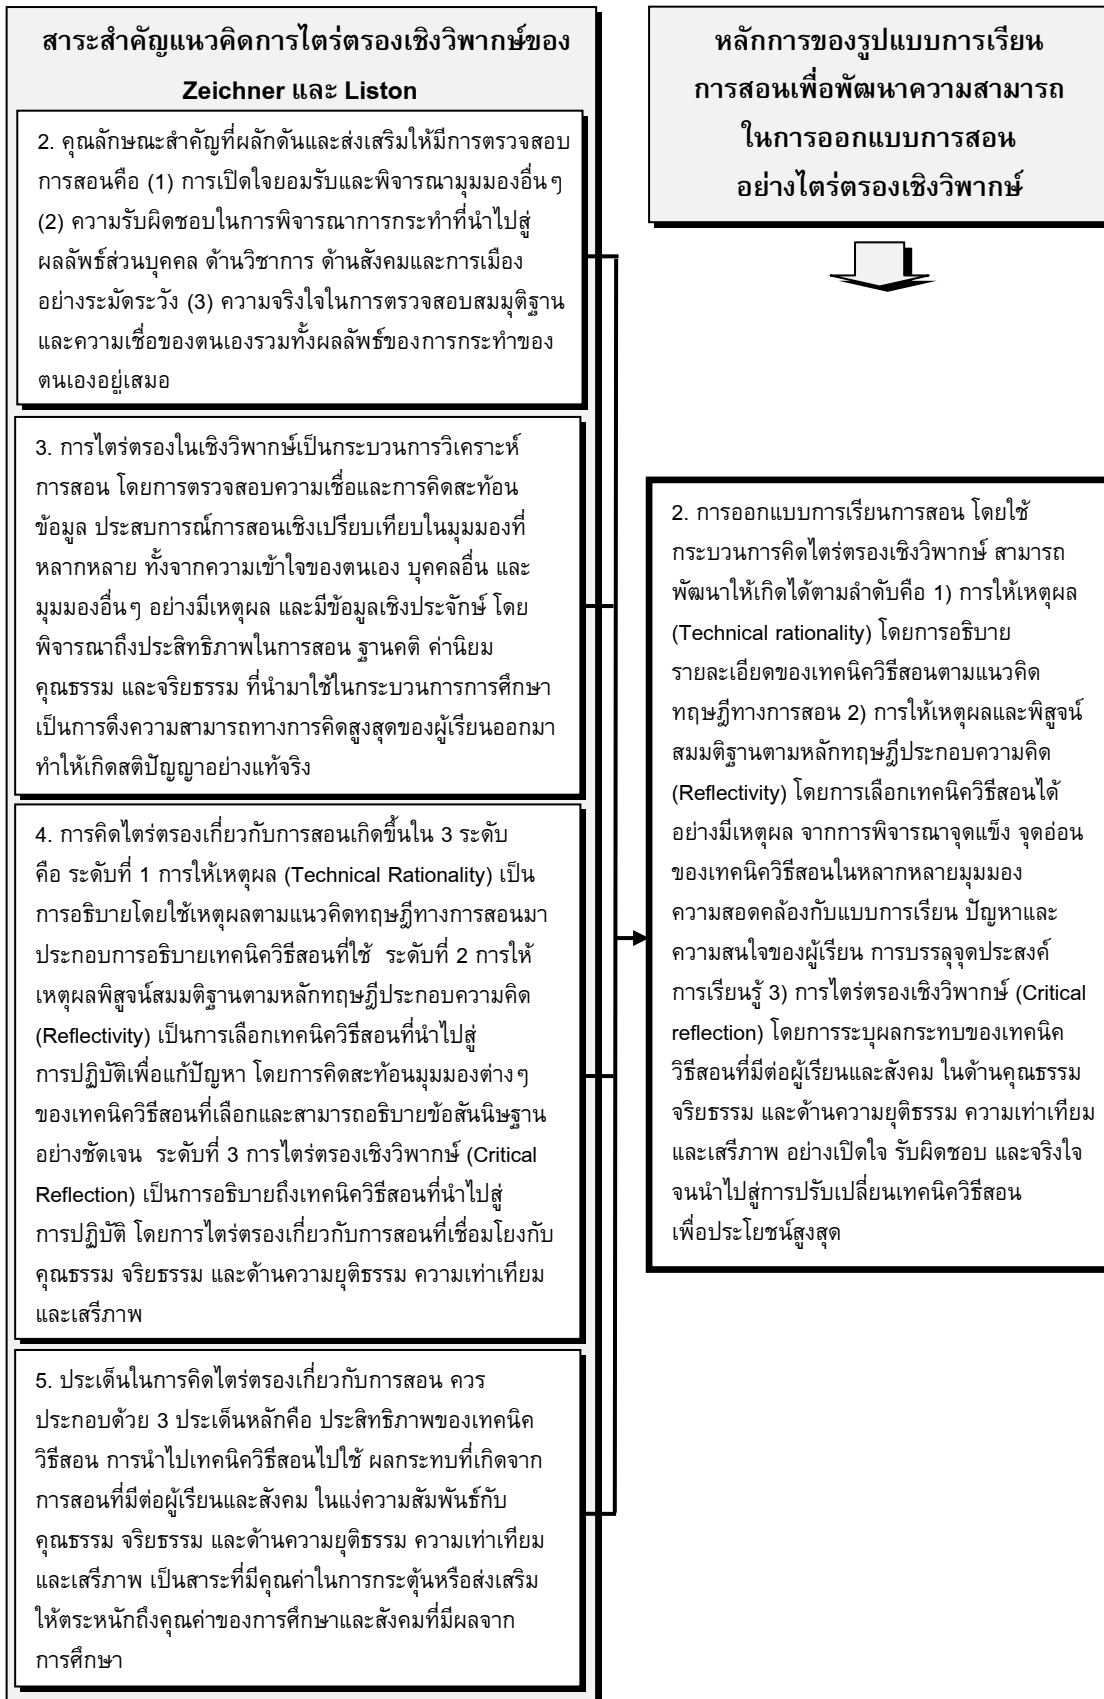 สาระสำคัญแนวคิดการไตร่ตรองเชิงวิพากษ์ของ
Zeichner และ Liston
2. คุณลักษณะสำคัญที่ผลักดันและส่งเสริมให้มีการตรวจสอบ
การสอนคือ (1) การเปิดใจยอมรับและพิจารณามุมมองอื่นๆ
(2) ความรับผิดชอบในการพิจารณาการกระทำที่นำไปสู่
ผลลัพธ์ส่วนบุคคล ด้านวิชาการ ด้านสังคมและการเมือง
อย่างระมัดระวัง (3) ความจริงใจในการตรวจสอบสมมุติฐาน
และความเชื่อของตนเองรวมทั้งผลลัพธ์ของการกระทำของ
ตนเองอยู่เสมอ
3. การไตร่ตรองในเชิงวิพากษ์เป็นกระบวนการวิเคราะห์
การสอน โดยการตรวจสอบความเชื่อและการคิดสะท้อน
ข้อมูล ประสบการณ์การสอนเชิงเปรียบเทียบในมุมมองที่
หลากหลาย ทั้งจากความเข้าใจของตนเอง บุคคลอื่น และ
มุมมองอื่นๆ อย่างมีเหตุผล และมีข้อมูลเชิงประจักษ์ โดย
พิจารณาถึงประสิทธิภาพในการสอน ฐานคติ ค่านิยม
คุณธรรม และจริยธรรม ที่นำมาใช้ในกระบวนการการศึกษา
เป็นการดึงความสามารถทางการคิดสูงสุดของผู้เรียนออกมา
ทำให้เกิดสติปัญญาอย่างแท้จริง
4. การคิดไตร่ตรองเกี่ยวกับการสอนเกิดขึ้นใน 3 ระดับ
คือ ระดับที่ 1 การให้เหตุผล (Technical Rationality) เป็น
การอธิบายโดยใช้เหตุผลตามแนวคิดทฤษฎีทางการสอนมา
ประกอบการอธิบายเทคนิควิธีสอนที่ใช้ ระดับที่ 2 การให้
เหตุผลพิสูจน์สมมติฐานตามหลักทฤษฎีประกอบความคิด
(Reflectivity) เป็นการเลือกเทคนิควิธีสอนที่นำไปสู่
การปฏิบัติเพื่อแก้ปัญหา โดยการคิดสะท้อนมุมมองต่างๆ
ของเทคนิควิธีสอนที่เลือกและสามารถอธิบายข้อสันนิษฐาน
อย่างชัดเจน ระดับที่ 3 การไตร่ตรองเชิงวิพากษ์ (Critical
Reflection) เป็นการอธิบายถึงเทคนิควิธีสอนที่นำไปสู่
การปฏิบัติ โดยการไตร่ตรองเกี่ยวกับการสอนที่เชื่อมโยงกับ
คุณธรรม จริยธรรม และด้านความยุติธรรม ความเท่าเทียม
และเสรีภาพ
5. ประเด็นในการคิดไตร่ตรองเกี่ยวกับการสอน ควร
ประกอบด้วย 3 ประเด็นหลักคือ ประสิทธิภาพของเทคนิค
วิธีสอน การนำไปเทคนิควิธีสอนไปใช้ ผลกระทบที่เกิดจาก
การสอนที่มีต่อผู้เรียนและสังคม ในแง่ความสัมพันธ์กับ
คุณธรรม จริยธรรม และด้านความยุติธรรม ความเท่าเทียม
และเสรีภาพ เป็นสาระที่มีคุณค่าในการกระตุ้นหรือส่งเสริม
ให้ตระหนักถึงคุณค่าของการศึกษาและสังคมที่มีผลจาก
การศึกษา
หลักการของรูปแบบการเรียน
การสอนเพื่อพัฒนาความสามารถ
ในการออกแบบการสอน
อย่างไตร่ตรองเชิงวิพากษ์
2. การออกแบบการเรียนการสอน โดยใช้
กระบวนการคิดไตร่ตรองเชิงวิพากษ์ สามารถ
พัฒนาให้เกิดได้ตามลำดับคือ 1) การให้เหตุผล
(Technical rationality) โดยการอธิบาย
รายละเอียดของเทคนิควิธีสอนตามแนวคิด
ทฤษฎีทางการสอน 2) การให้เหตุผลและพิสูจน์
สมมติฐานตามหลักทฤษฎีประกอบความคิด
(Reflectivity) โดยการเลือกเทคนิควิธีสอนได้
อย่างมีเหตุผล จากการพิจารณาจุดแข็ง จุดอ่อน
ของเทคนิควิธีสอนในหลากหลายมุมมอง
ความสอดคล้องกับแบบการเรียน ปัญหาและ
ความสนใจของผู้เรียน การบรรลุจุดประสงค์
การเรียนรู้ 3) การไตร่ตรองเชิงวิพากษ์ (Critical
reflection) โดยการระบุผลกระทบของเทคนิค
วิธีสอนที่มีต่อผู้เรียนและสังคม ในด้านคุณธรรม
จริยธรรม และด้านความยุติธรรม ความเท่าเทียม
และเสรีภาพ อย่างเปิดใจ รับผิดชอบ และจริงใจ
จนนำไปสู่การปรับเปลี่ยนเทคนิควิธีสอน
เพื่อประโยชน์สูงสุด